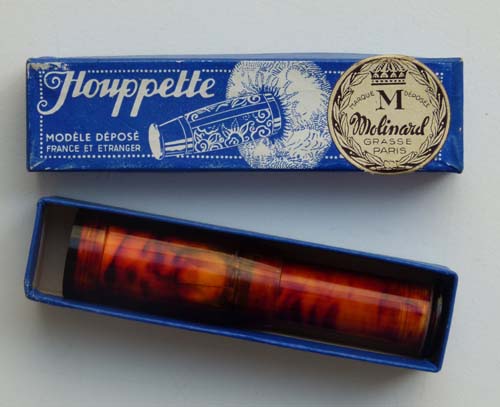 Houppette
MODÈLE DÉPOSÉ
FRANCE ET ETRANGER
MARQUE DÉPOSÉE
M
Molinard
GRASSE
PARIS